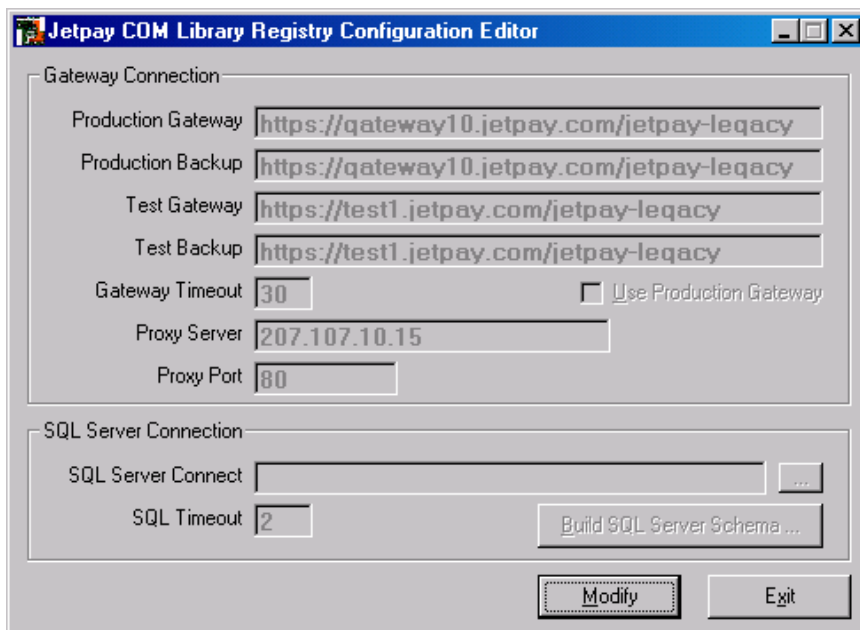 Jetpay COM Library Registry Configuration Editor
Gateway Connection
Production Gateway https://gateway10.jetpay.com/jetpay-legacy
Production Backup https://gateway10.jetpay.com/jetpay-legacy
Test Gateway https://test1.jetpay.com/jetpay-legacy
Test Backup https://test1.jetpay.com/jetpay-legacy
Gateway Timeout 30 Use Production Gateway
Proxy Server 207.107.10.15
Proxy Port 80
SQL Server Connection
SQL Server Connect ...
SQL Timeout 2 Build SQL Server Schema ...
Modify Exit